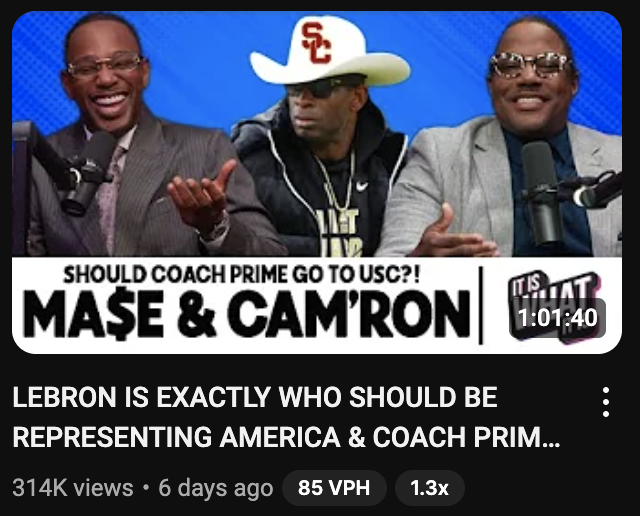 SC
SHOULD COACH PRIME GO TO USC?!
MA$E & CAM'RON
IT IS
WHAT
1:01:40
LEBRON IS EXACTLY WHO SHOULD BE
REPRESENTING AMERICA & COACH PRIM...
314K views • 6 days ago 85 VPH 1.3x